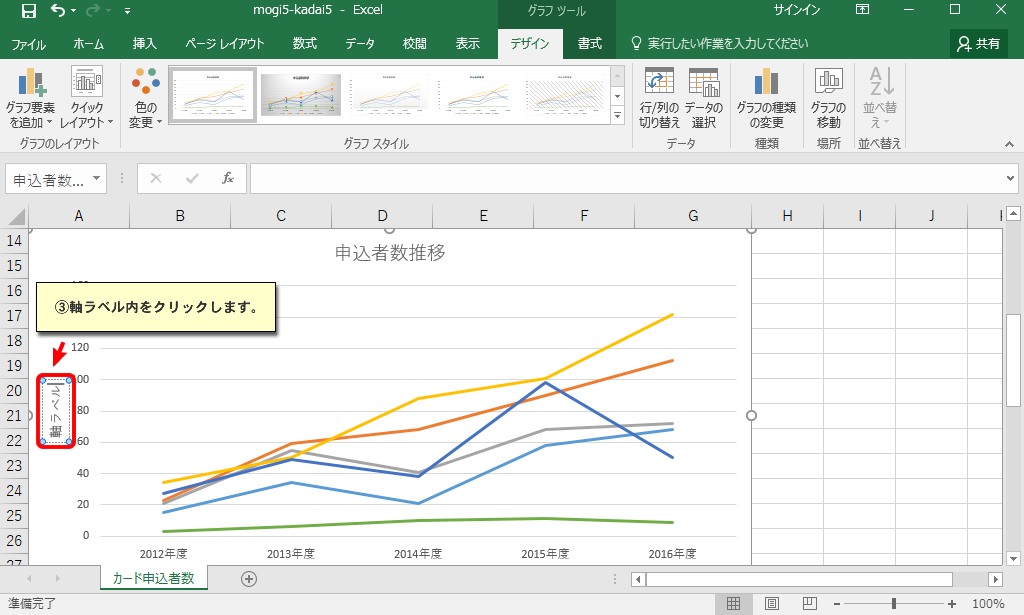 mogi5-kadai5 - Excel
グラフ ツール
サインイン
ファイル ホーム 挿入 ページ レイアウト 数式 データ 校閲 表示 デザイン 書式 実行したい作業を入力してください 共有
グラフ要素
を追加
クイック
レイアウト
色の
変更
行/列の
切り替え
データの
選択
グラフの種類
の変更
グラフの
移動
並べ替
え
グラフのレイアウト グラフ スタイル データ 種類 場所 並べ替え
申込者数... fx
A B C D E F G H I J
14
15
16
17
18
19
20
21
22
23
24
25
26
申込者数推移
③軸ラベル内をクリックします。
軸ラベル
120
100
80
60
40
20
0
2012年度 2013年度 2014年度 2015年度 2016年度
カード申込者数
準備完了 100%